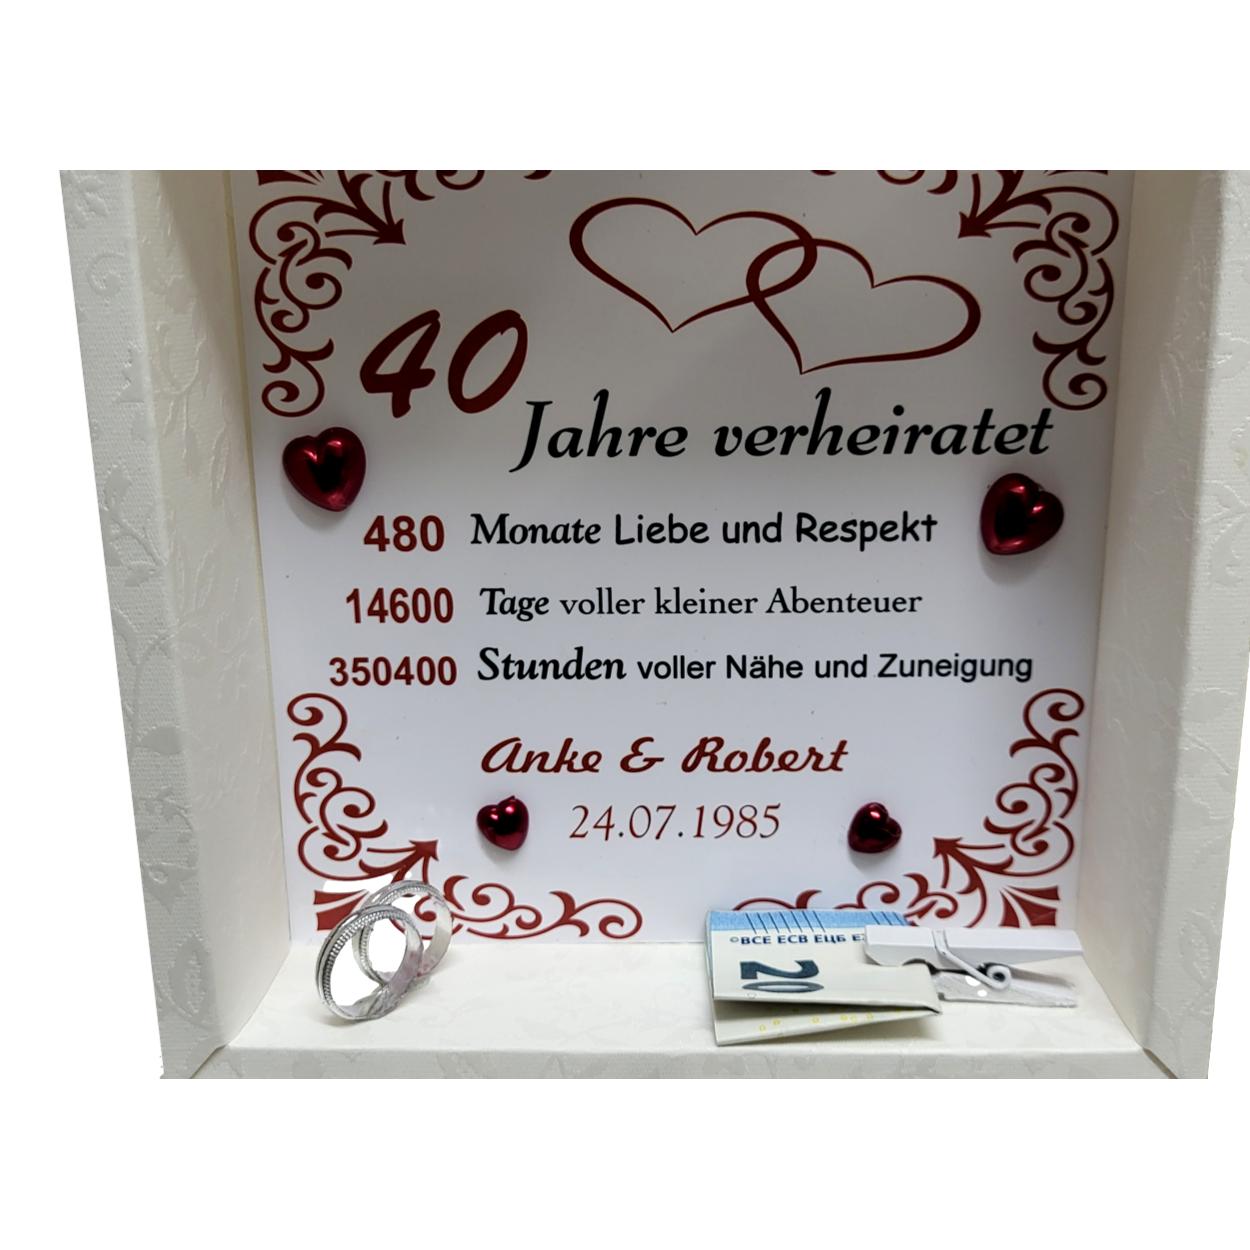 40
Jahre verheiratet
480 Monate Liebe und Respekt
14600 Tage voller kleiner Abenteuer
350400 Stunden voller Nähe und Zuneigung
Anke & Robert
24.07.1985
©BCE ECB ЕЦБ
20